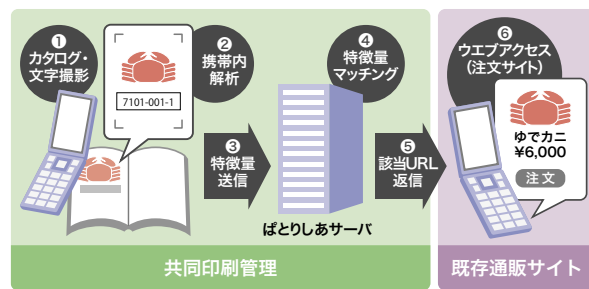 ❶
カタログ・
文字撮影
7101-001-1
❷
携帯内
解析
❸
特徴量
送信
❹
特徴量
マッチング
ぱとりしあサーバ
❺
該当URL
返信
❻
ウエブアクセス
（注文サイト）
ゆでカニ
¥6,000
注文
共同印刷管理
既存通販サイト